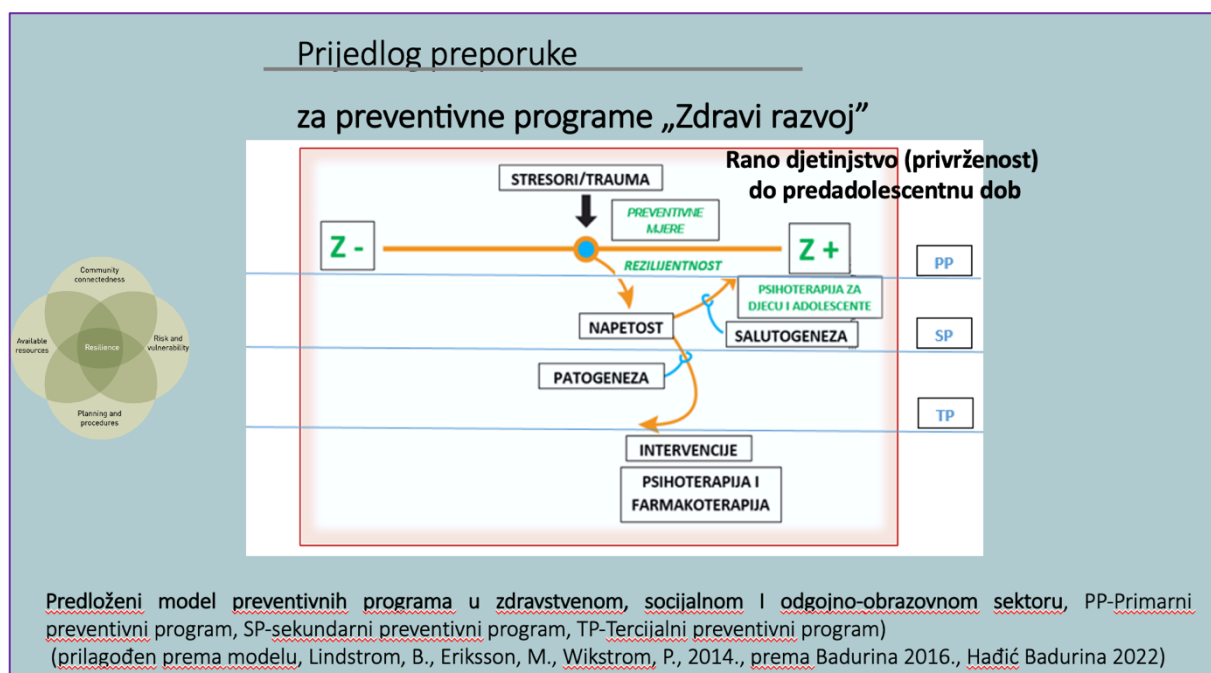 Prijedlog preporuke
za preventivne programe „Zdravi razvoj”
Rano djetinjstvo (privrženost)
do predadolescentnu dob
STRESORI/TRAUMA
PREVENTIVNE
MJERE
Z -
Z +
REZILIJENTNOST
PP
PSIHOTERAPIJA ZA
DJECU I ADOLESCENTE
NAPETOST
SALUTOGENEZA
SP
PATOGENEZA
TP
INTERVENCIJE
PSIHOTERAPIJA I
FARMAKOTERAPIJA
Community
connectedness
Available
resources
Resilience
Risk and
vulnerability
Planning and
procedures
Predloženi model preventivnih programa u zdravstvenom, socijalnom I odgojno-obrazovnom sektoru, PP-Primarni
preventivni program, SP-sekundarni preventivni program, TP-Tercijalni preventivni program)
(prilagođen prema modelu, Lindstrom, B., Eriksson, M., Wikstrom, P., 2014., prema Badurina 2016., Hađić Badurina 2022)